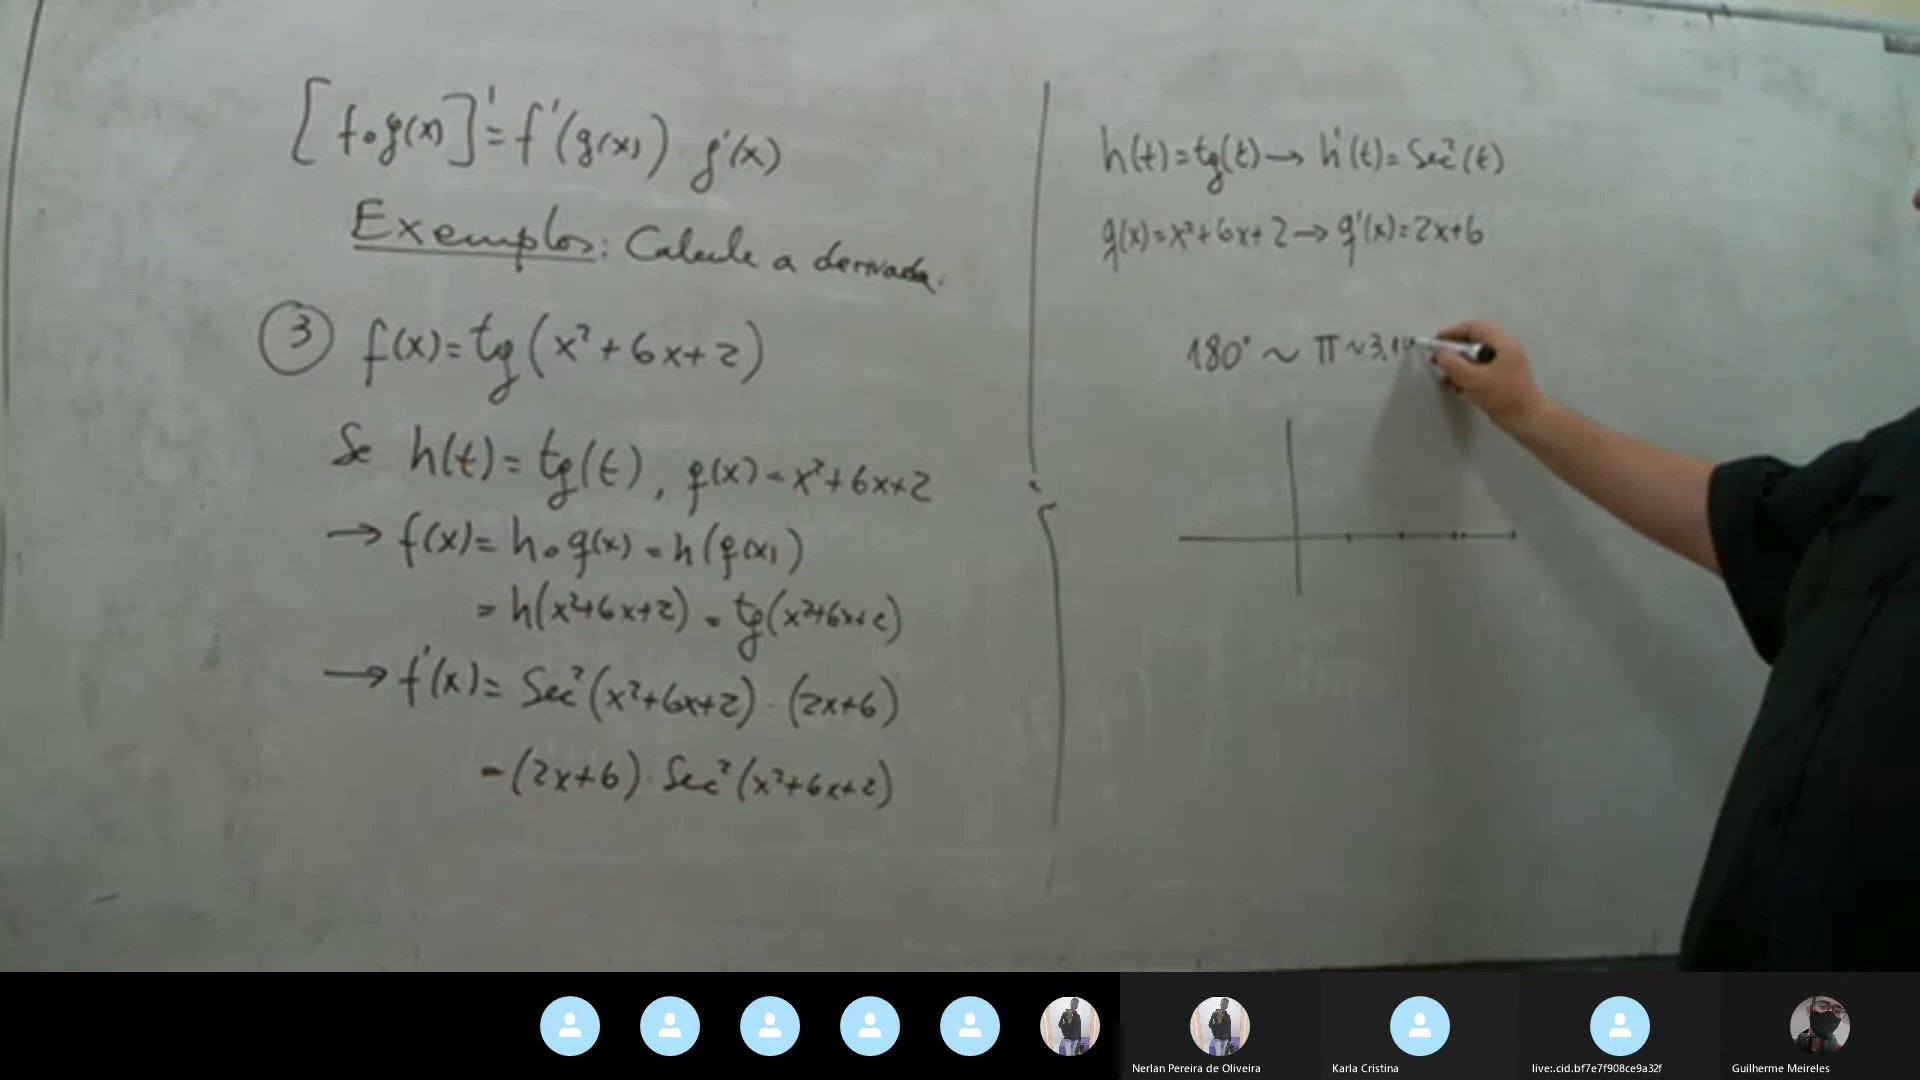 [f∘g(x)]' = f'(g(x)) · g'(x)
Exemplos: Calcule a derivada.
③ f(x) = tg(x²+6x+2)
Se h(t) = tg(t), g(x) = x²+6x+2
→ f(x) = h∘g(x) = h(g(x))
= h(x²+6x+2) = tg(x²+6x+2)
→ f'(x) = Sec²(x²+6x+2) · (2x+6)
= (2x+6) · Sec²(x²+6x+2)
h(t) = tg(t) → h'(t) = Sec²(t)
g(x) = x²+6x+2 → g'(x) = 2x+6
180° ~ π ~ 3,14
Nerlan Pereira de Oliveira
Karla Cristina
live:.cid.bf7e7f908ce9a32f
Guilherme Meireles